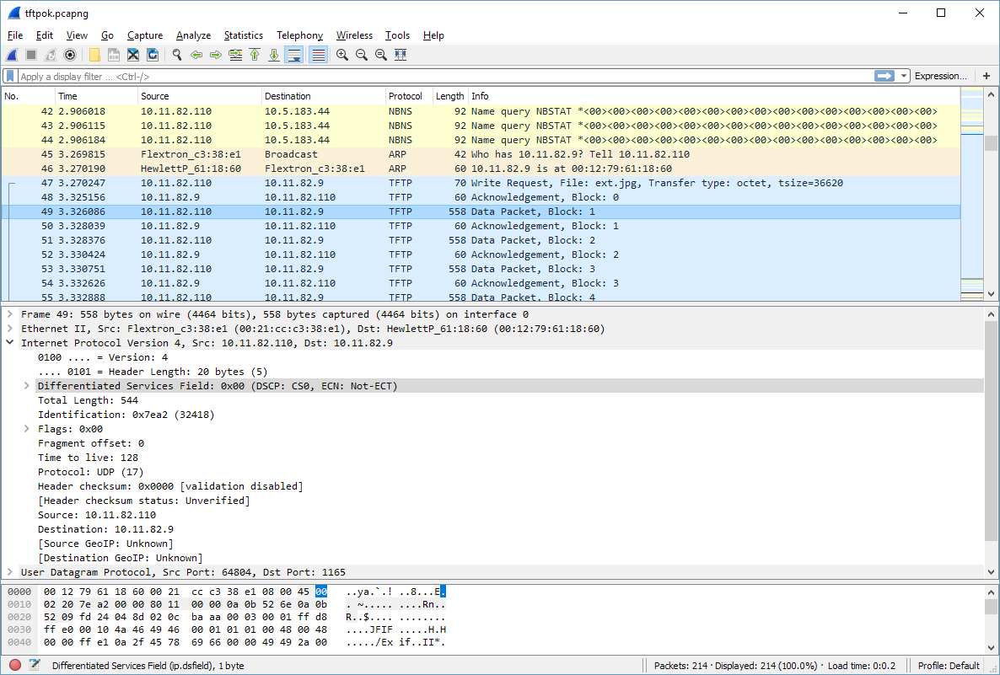 tftpok.pcapng
File Edit View Go Capture Analyze Statistics Telephony Wireless Tools Help
Apply a display filter ... <Ctrl-/> Expression... +
No. Time Source Destination Protocol Length Info
42 2.906018 10.11.82.110 10.5.183.44 NBNS 92 Name query NBSTAT *<00><00><00><00><00><00><00><00><00><00><00><00><00><00><00>
43 2.906115 10.11.82.110 10.5.183.44 NBNS 92 Name query NBSTAT *<00><00><00><00><00><00><00><00><00><00><00><00><00><00><00>
44 2.906184 10.11.82.110 10.5.183.44 NBNS 92 Name query NBSTAT *<00><00><00><00><00><00><00><00><00><00><00><00><00><00><00>
45 3.269815 Flextron_c3:38:e1 Broadcast ARP 42 Who has 10.11.82.9? Tell 10.11.82.110
46 3.270190 HewlettP_61:18:60 Flextron_c3:38:e1 ARP 60 10.11.82.9 is at 00:12:79:61:18:60
47 3.270247 10.11.82.110 10.11.82.9 TFTP 70 Write Request, File: ext.jpg, Transfer type: octet, tsize=36620
48 3.325156 10.11.82.9 10.11.82.110 TFTP 60 Acknowledgement, Block: 0
49 3.326086 10.11.82.110 10.11.82.9 TFTP 558 Data Packet, Block: 1
50 3.328039 10.11.82.9 10.11.82.110 TFTP 60 Acknowledgement, Block: 1
51 3.328376 10.11.82.110 10.11.82.9 TFTP 558 Data Packet, Block: 2
52 3.330424 10.11.82.9 10.11.82.110 TFTP 60 Acknowledgement, Block: 2
53 3.330751 10.11.82.110 10.11.82.9 TFTP 558 Data Packet, Block: 3
54 3.332626 10.11.82.9 10.11.82.110 TFTP 60 Acknowledgement, Block: 3
55 3.332888 10.11.82.110 10.11.82.9 TFTP 558 Data Packet, Block: 4
Frame 49: 558 bytes on wire (4464 bits), 558 bytes captured (4464 bits) on interface 0
Ethernet II, Src: Flextron_c3:38:e1 (00:21:cc:c3:38:e1), Dst: HewlettP_61:18:60 (00:12:79:61:18:60)
Internet Protocol Version 4, Src: 10.11.82.110, Dst: 10.11.82.9
0100 .... = Version: 4
.... 0101 = Header Length: 20 bytes (5)
Differentiated Services Field: 0x00 (DSCP: CS0, ECN: Not-ECT)
Total Length: 544
Identification: 0x7ea2 (32418)
Flags: 0x00
Fragment offset: 0
Time to live: 128
Protocol: UDP (17)
Header checksum: 0x0000 [validation disabled]
[Header checksum status: Unverified]
Source: 10.11.82.110
Destination: 10.11.82.9
[Source GeoIP: Unknown]
[Destination GeoIP: Unknown]
User Datagram Protocol, Src Port: 64804, Dst Port: 1165
0000 00 12 79 61 18 60 00 21 cc c3 38 e1 08 00 45 00 ..ya.`.! ..8...E.
0010 02 20 7e a2 00 00 80 11 00 00 0a 0b 52 6e 0a 0b . ~..... ....Rn..
0020 52 09 fd 24 04 8d 02 0c ba aa 00 03 00 01 ff d8 R..$.... ........
0030 ff e0 00 10 4a 46 49 46 00 01 01 01 00 48 00 48 ....JFIF .....H.H
0040 00 00 ff e1 0a 2f 45 78 69 66 00 00 49 49 2a 00 ...../Ex if..II*.
Differentiated Services Field (ip.dsfield), 1 byte Packets: 214 · Displayed: 214 (100.0%) · Load time: 0:0.2 Profile: Default